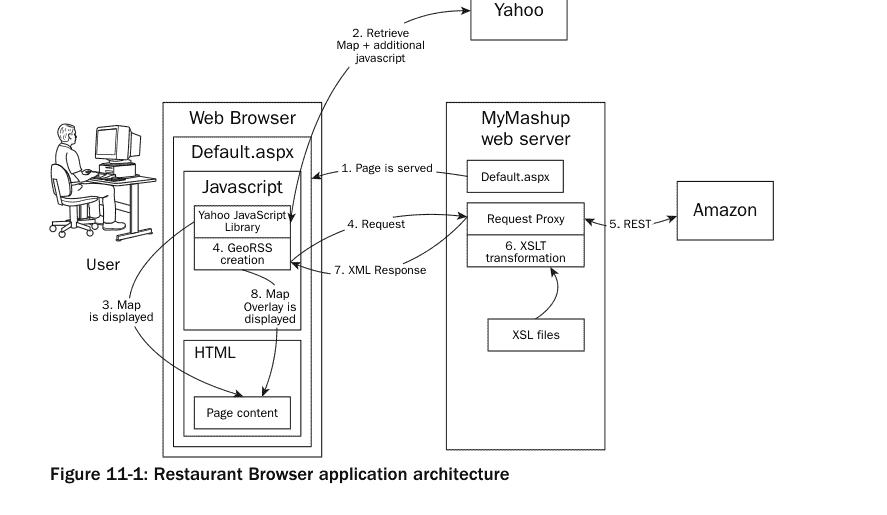 Yahoo
2. Retrieve
Map + additional
javascript
Web Browser
MyMashup
web server
Default.aspx
1. Page is served
Default.aspx
Javascript
Yahoo JavaScript
Library
4. Request
Request Proxy
5. REST
Amazon
4. GeoRSS
creation
6. XSLT
transformation
User
7. XML Response
8. Map
Overlay is
displayed
3. Map
is displayed
XSL files
HTML
Page content
Figure 11-1: Restaurant Browser application architecture